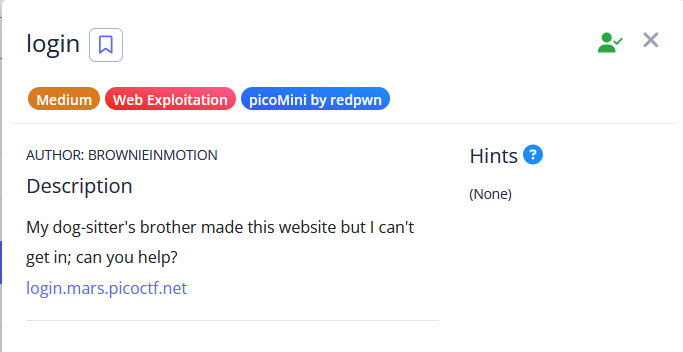 login
Medium
Web Exploitation
picoMini by redpwn
AUTHOR: BROWNIEINMOTION
Description
My dog-sitter's brother made this website but I can't
get in; can you help?
login.mars.picoctf.net
Hints ?
(None)